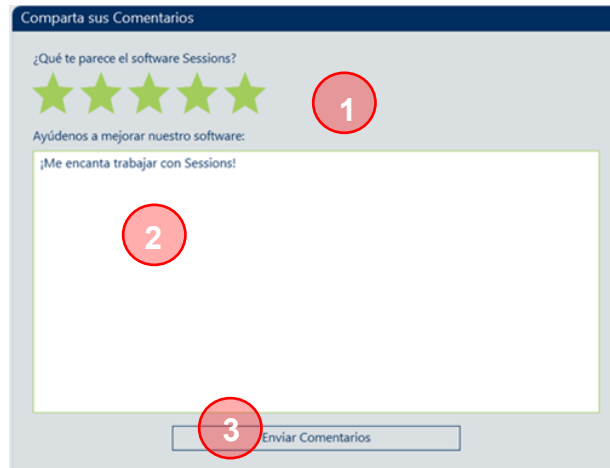 Comparta sus Comentarios
¿Qué te parece el software Sessions?
1
Ayúdenos a mejorar nuestro software:
¡Me encanta trabajar con Sessions!
2
3
Enviar Comentarios